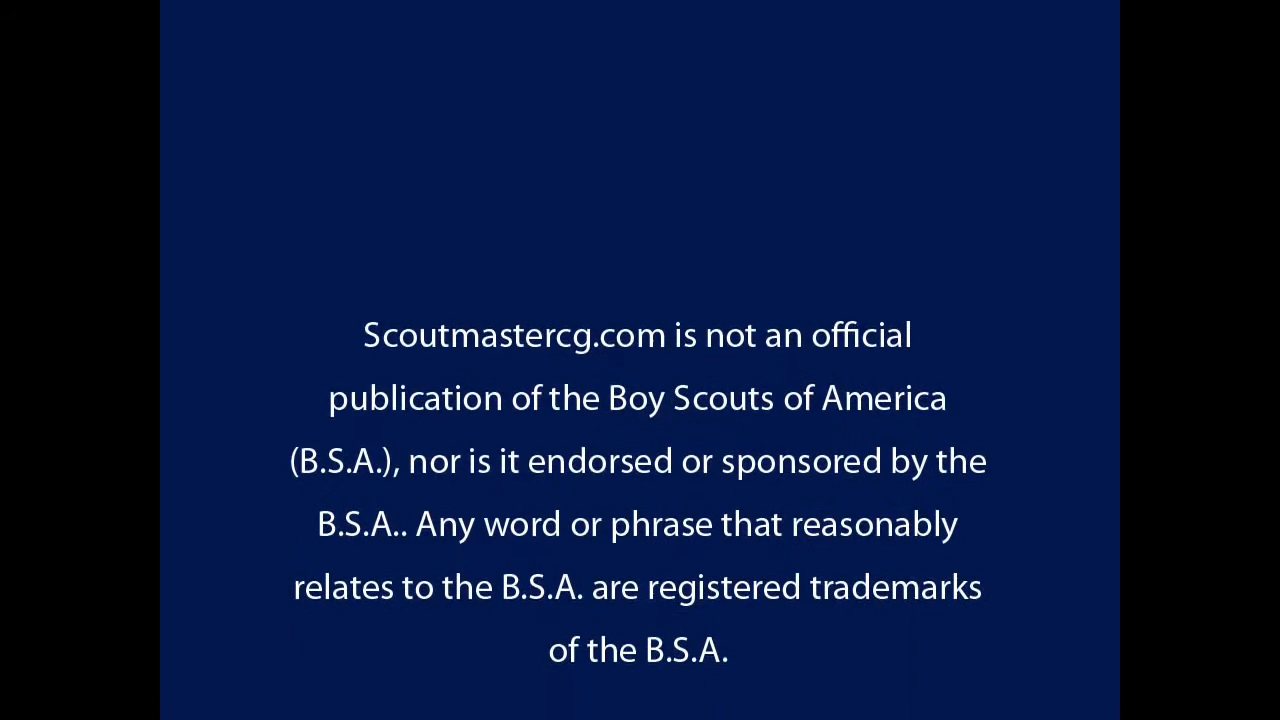 Scoutmastercg.com is not an official
publication of the Boy Scouts of America
(B.S.A.), nor is it endorsed or sponsored by the
B.S.A.. Any word or phrase that reasonably
relates to the B.S.A. are registered trademarks
of the B.S.A.